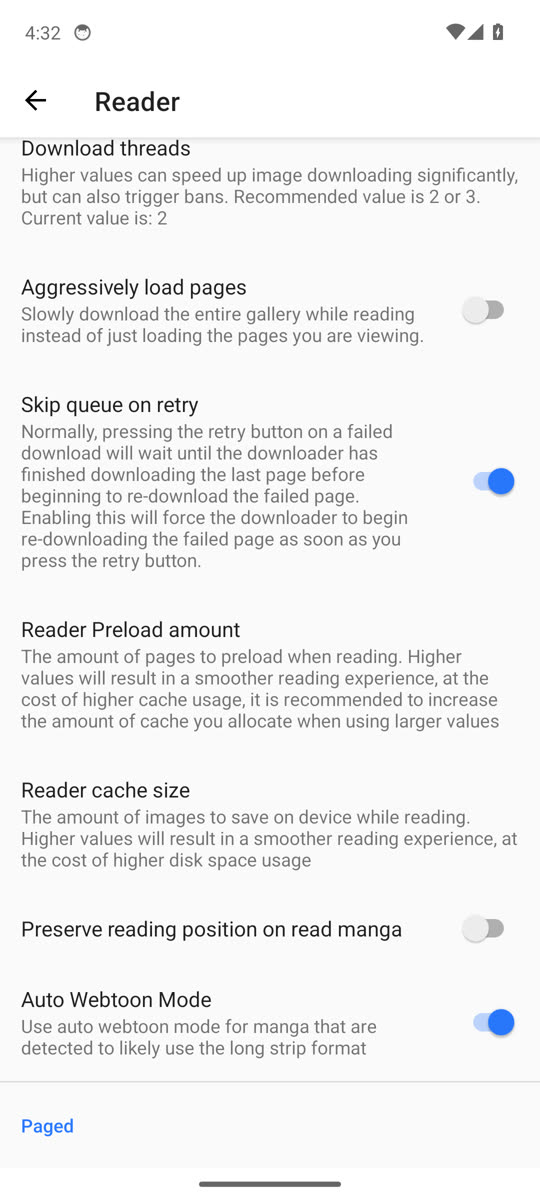 4:32
Reader
Download threads
Higher values can speed up image downloading significantly,
but can also trigger bans. Recommended value is 2 or 3.
Current value is: 2
Aggressively load pages
Slowly download the entire gallery while reading
instead of just loading the pages you are viewing.
Skip queue on retry
Normally, pressing the retry button on a failed
download will wait until the downloader has
finished downloading the last page before
beginning to re-download the failed page.
Enabling this will force the downloader to begin
re-downloading the failed page as soon as you
press the retry button.
Reader Preload amount
The amount of pages to preload when reading. Higher
values will result in a smoother reading experience, at the
cost of higher cache usage, it is recommended to increase
the amount of cache you allocate when using larger values
Reader cache size
The amount of images to save on device while reading.
Higher values will result in a smoother reading experience, at
the cost of higher disk space usage
Preserve reading position on read manga
Auto Webtoon Mode
Use auto webtoon mode for manga that are
detected to likely use the long strip format
Paged